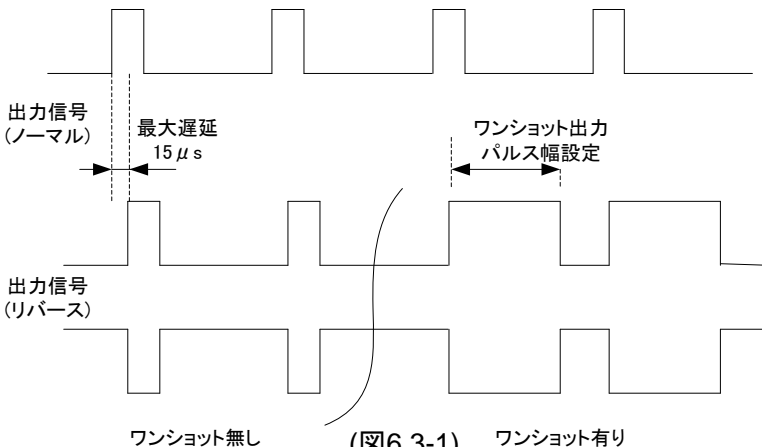 出力信号
(ノーマル)
最大遅延
15μs
ワンショット出力
パルス幅設定
出力信号
(リバース)
ワンショット無し
(図6.3-1)
ワンショット有り